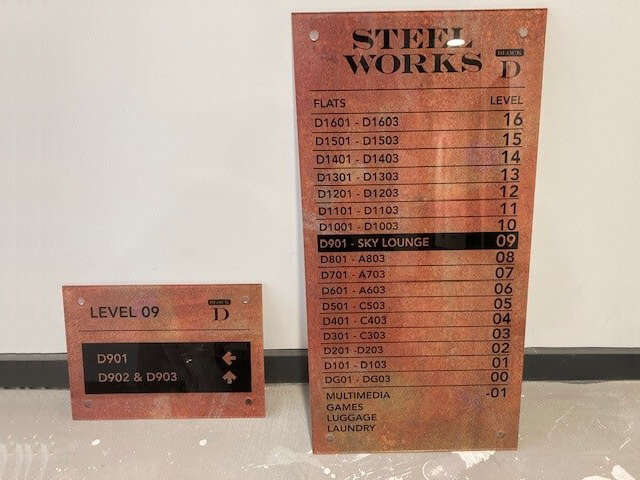 STEEL
WORKS
BLOCK
D
FLATS LEVEL
D1601 - D1603 16
D1501 - D1503 15
D1401 - D1403 14
D1301 - D1303 13
D1201 - D1203 12
D1101 - D1103 11
D1001 - D1003 10
D901 - SKY LOUNGE 09
D801 - A803 08
D701 - A703 07
D601 - A603 06
D501 - C503 05
D401 - C403 04
D301 - C303 03
D201 -D203 02
D101 - D103 01
DG01 - DG03 00
MULTIMEDIA -01
GAMES
LUGGAGE
LAUNDRY
LEVEL 09
BLOCK
D
D901 ←
D902 & D903 ↑